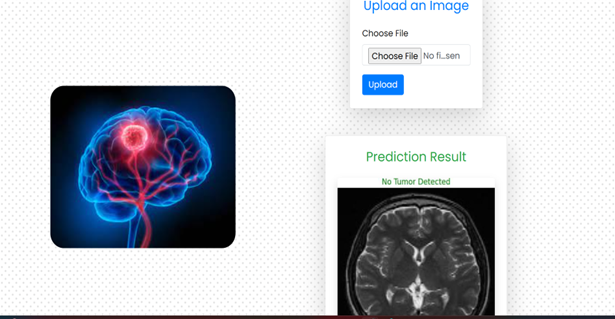 Upload an Image
Choose File
Choose File No fi...sen
Upload
Prediction Result
No Tumor Detected